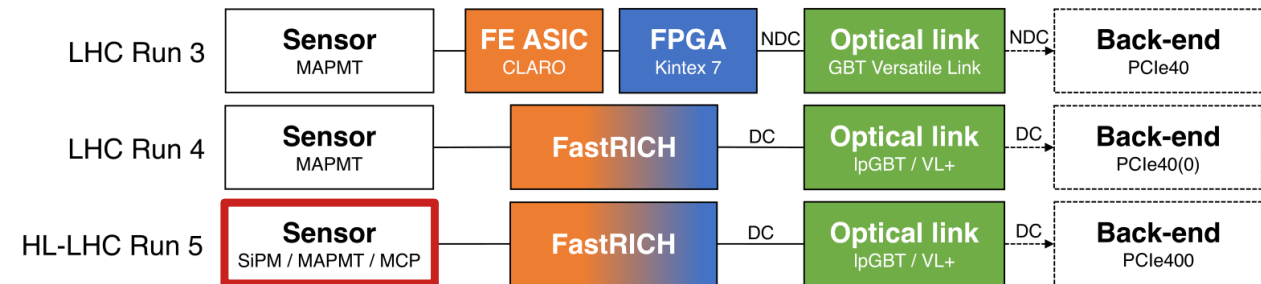 LHC Run 3
Sensor
MAPMT
FE ASIC
CLARO
FPGA
Kintex 7
NDC
Optical link
GBT Versatile Link
NDC
Back-end
PCIe40
LHC Run 4
Sensor
MAPMT
FastRICH
DC
Optical link
lpGBT / VL+
DC
Back-end
PCIe40(0)
HL-LHC Run 5
Sensor
SiPM / MAPMT / MCP
FastRICH
DC
Optical link
lpGBT / VL+
DC
Back-end
PCIe400